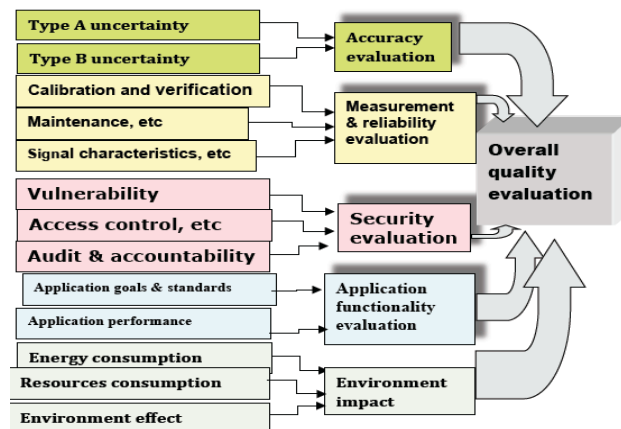 Type A uncertainty
Type B uncertainty
Calibration and verification
Maintenance, etc
Signal characteristics, etc
Vulnerability
Access control, etc
Audit & accountability
Application goals & standards
Application performance
Energy consumption
Resources consumption
Environment effect
Accuracy
evaluation
Measurement
& reliability
evaluation
Security
evaluation
Application
functionality
evaluation
Environment
impact
Overall
quality
evaluation